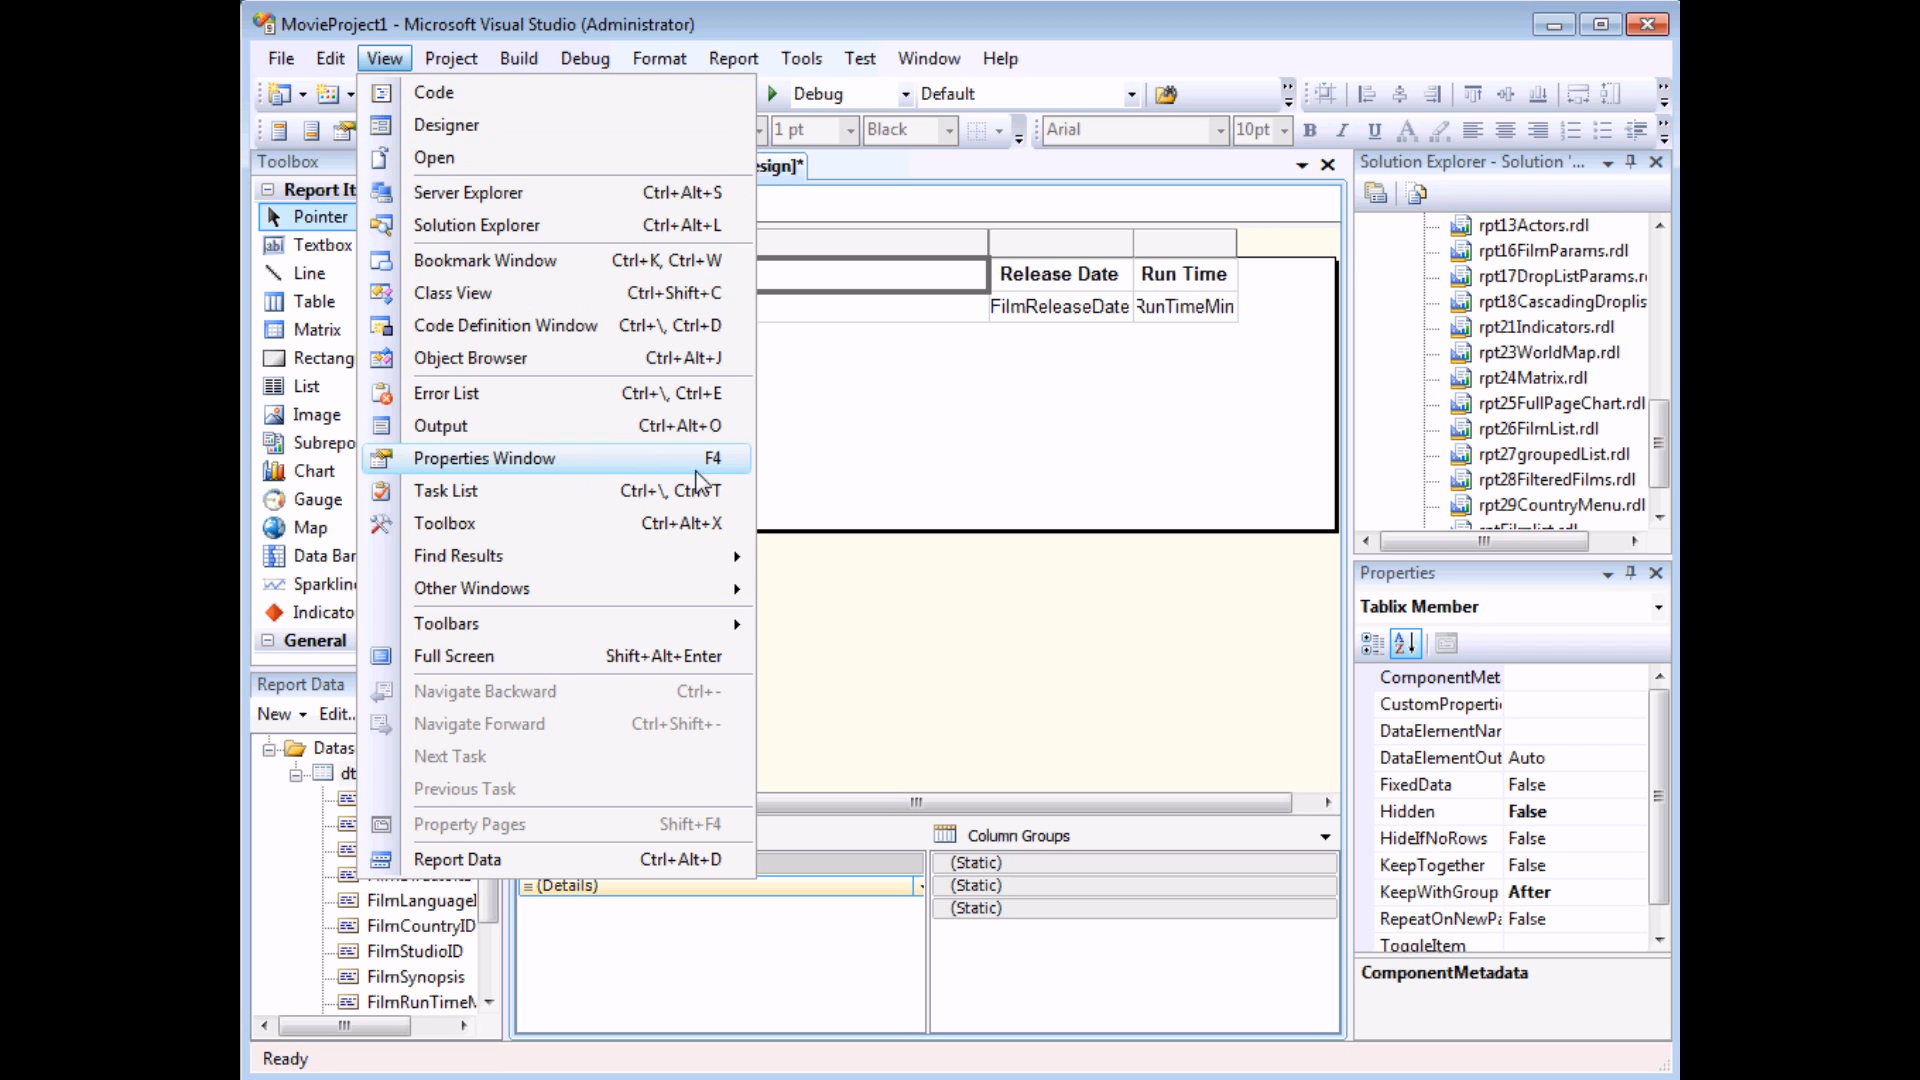 MovieProject1 - Microsoft Visual Studio (Administrator)
File Edit View Project Build Debug Format Report Tools Test Window Help
Debug Default
1 pt Black Arial 10pt B I U
Toolbox
Report It
Pointer
Textbox
Line
Table
Matrix
Rectang
List
Image
Subrepo
Chart
Gauge
Map
Data Bar
Sparkline
Indicato
General
Code
Designer
Open
Server Explorer Ctrl+Alt+S
Solution Explorer Ctrl+Alt+L
Bookmark Window Ctrl+K, Ctrl+W
Class View Ctrl+Shift+C
Code Definition Window Ctrl+\, Ctrl+D
Object Browser Ctrl+Alt+J
Error List Ctrl+\, Ctrl+E
Output Ctrl+Alt+O
Properties Window F4
Task List Ctrl+\, Ctrl+T
Toolbox Ctrl+Alt+X
Find Results
Other Windows
Toolbars
Full Screen Shift+Alt+Enter
Navigate Backward Ctrl+-
Navigate Forward Ctrl+Shift+-
Next Task
Previous Task
Property Pages Shift+F4
Report Data Ctrl+Alt+D
esign]*
Release Date Run Time
FilmReleaseDate RunTimeMin
Column Groups
(Details)
(Static)
(Static)
(Static)
Report Data
New Edit...
Datas
dt
FilmLanguageI
FilmCountryID
FilmStudioID
FilmSynopsis
FilmRunTimeM
Solution Explorer - Solution '...
rpt13Actors.rdl
rpt16FilmParams.rdl
rpt17DropListParams.r
rpt18CascadingDroplis
rpt21Indicators.rdl
rpt23WorldMap.rdl
rpt24Matrix.rdl
rpt25FullPageChart.rdl
rpt26FilmList.rdl
rpt27groupedList.rdl
rpt28FilteredFilms.rdl
rpt29CountryMenu.rdl
Properties
Tablix Member
ComponentMet
CustomProperti
DataElementNar
DataElementOut Auto
FixedData False
Hidden False
HideIfNoRows False
KeepTogether False
KeepWithGroup After
RepeatOnNewPa False
ToggleItem
ComponentMetadata
Ready